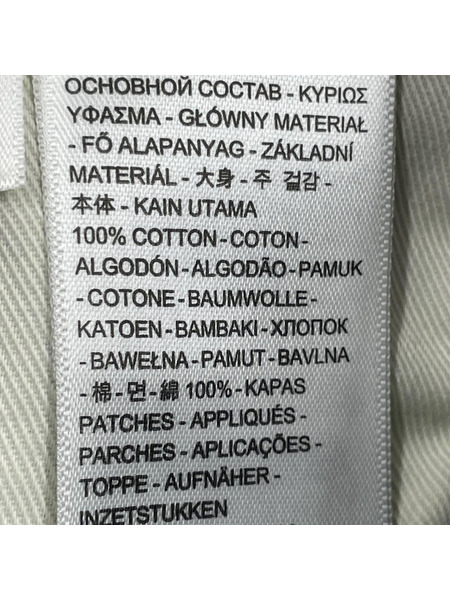 ОСНОВНОЙ СОСТАВ - ΚΥΡΙΩΣ
ΥΦΑΣΜΑ - GŁÓWNY MATERIAŁ
- FŐ ALAPANYAG - ZÁKLADNÍ
MATERIÁL - 大身 - 주 겉감 -
本体 - KAIN UTAMA
100% COTTON - COTON -
ALGODÓN - ALGODÃO - PAMUK
- COTONE - BAUMWOLLE -
KATOEN - BAMBAKI - ХЛОПОК
- BAWEŁNA - PAMUT - BAVLNA
- 棉 - 면 - 綿 100% - KAPAS
PATCHES - APPLIQUÉS -
PARCHES - APLICAÇÕES -
TOPPE - AUFNÄHER -
INZETSTUKKEN